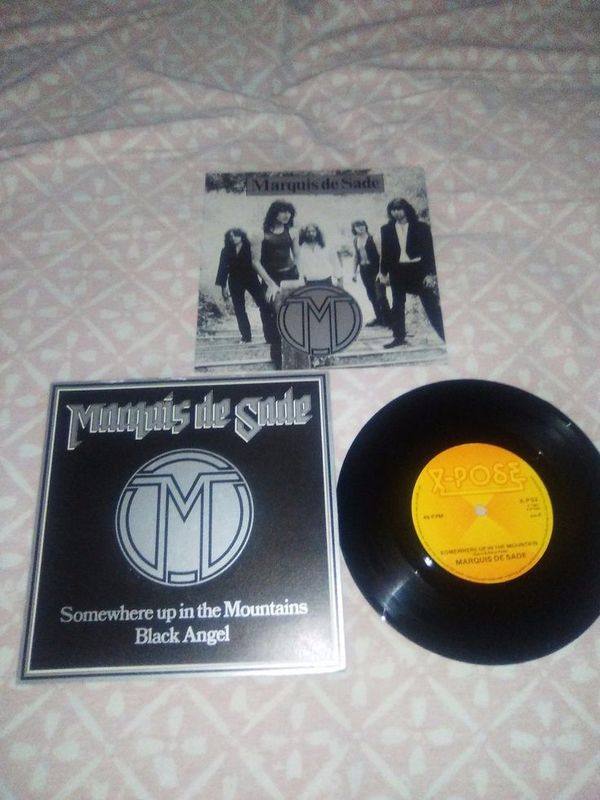 Marquis de Sade
Marquis de Sade
Somewhere up in the Mountains
Black Angel
X-POSE
45 RPM
SOMEWHERE UP IN THE MOUNTAIN
MARQUIS DE SADE